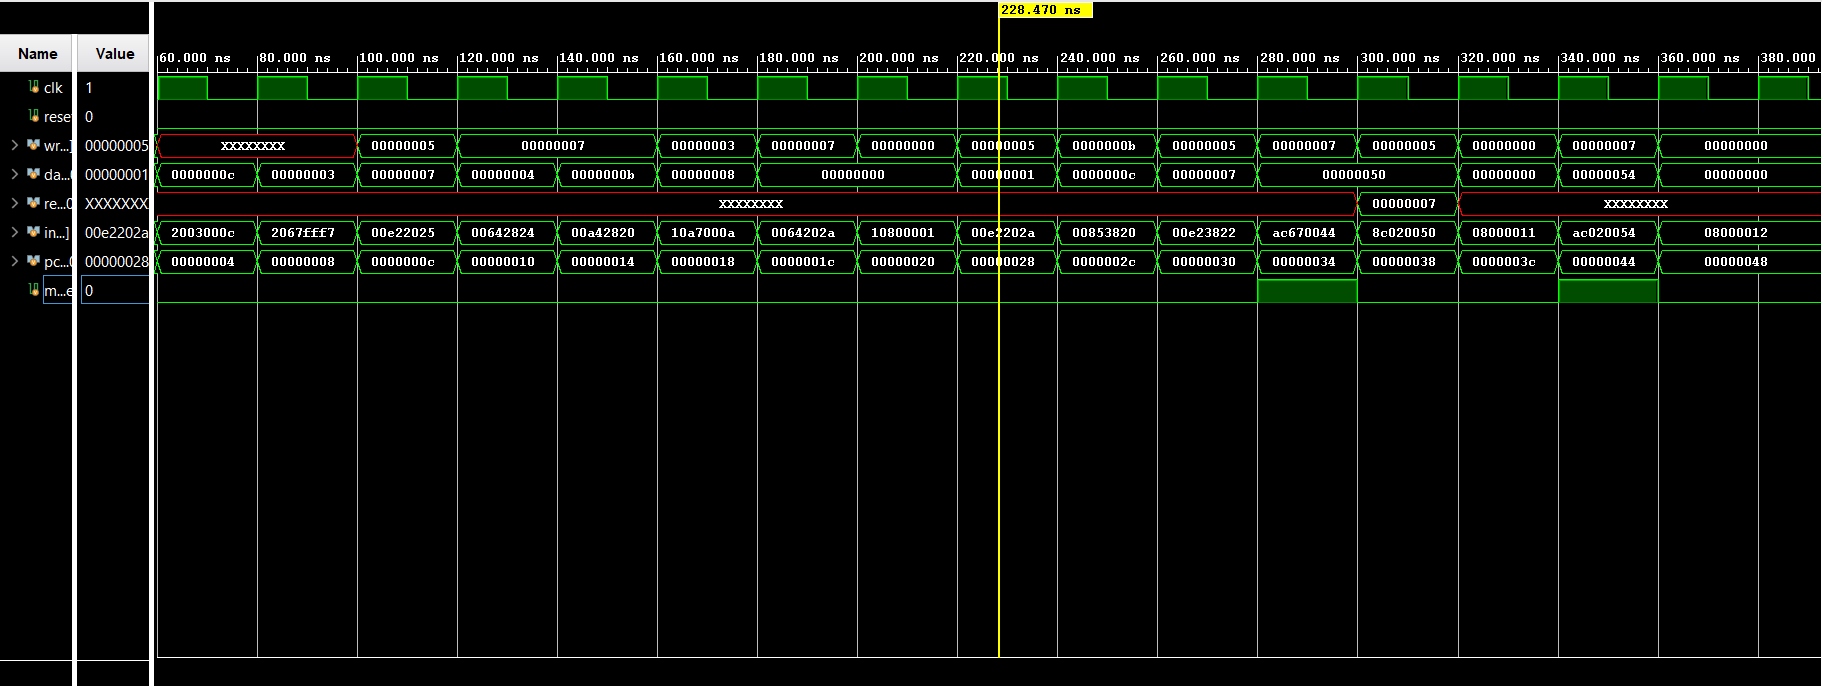 228.470 ns
Name Value 60.000 ns 80.000 ns 100.000 ns 120.000 ns 140.000 ns 160.000 ns 180.000 ns 200.000 ns 220.000 ns 240.000 ns 260.000 ns 280.000 ns 300.000 ns 320.000 ns 340.000 ns 360.000 ns 380.000
clk 1
rese 0
wr...] 00000005 XXXXXXXX 00000005 00000007 00000003 00000007 00000000 00000005 0000000b 00000005 00000007 00000005 00000000 00000007 00000000
da...0 00000001 0000000c 00000003 00000007 00000004 0000000b 00000008 00000000 00000001 0000000c 00000007 00000050 00000000 00000054 00000000
re...0 XXXXXXX XXXXXXXX 00000007 XXXXXXXX
in...] 00e2202a 2003000c 2067fff7 00e22025 00642824 00a42820 10a7000a 0064202a 10800001 00e2202a 00853820 00e23822 ac670044 8c020050 08000011 ac020054 08000012
pc...0 00000028 00000004 00000008 0000000c 00000010 00000014 00000018 0000001c 00000020 00000028 0000002c 00000030 00000034 00000038 0000003c 00000044 00000048
m...e 0